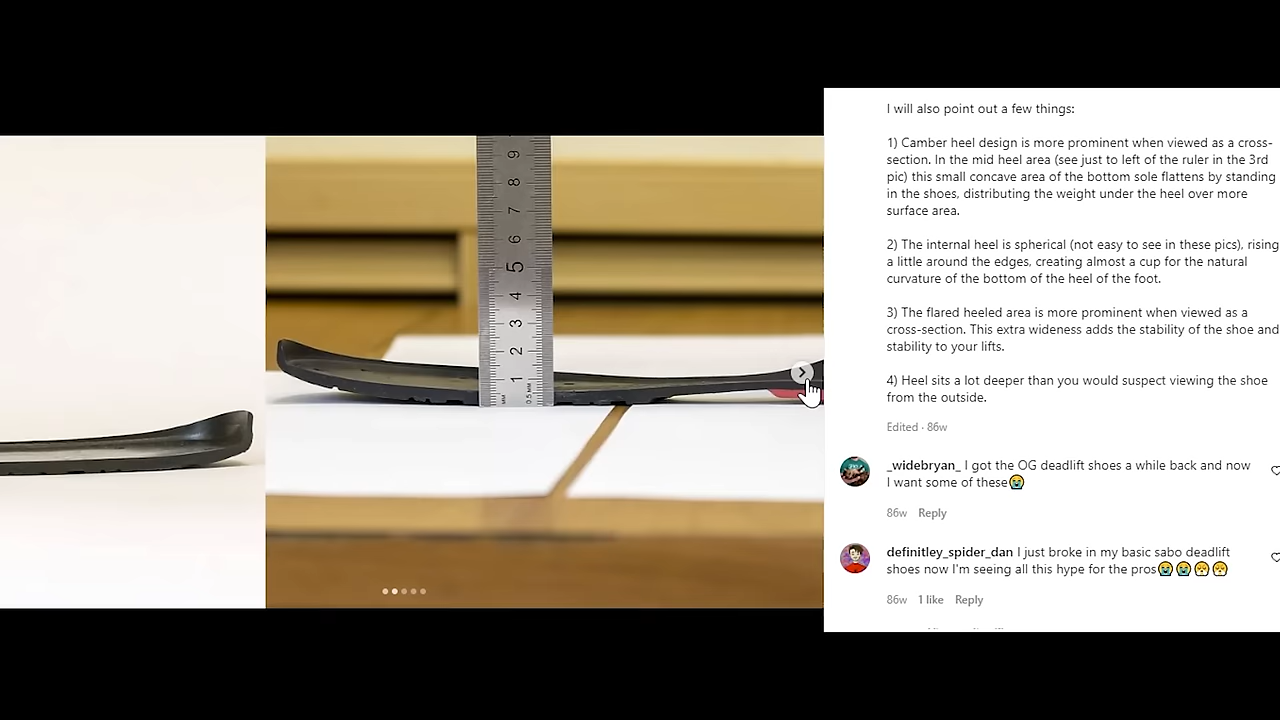 9
8
7
6
5
4
3
2
1
MM
0.5 MM
I will also point out a few things:
1) Camber heel design is more prominent when viewed as a cross-
section. In the mid heel area (see just to left of the ruler in the 3rd
pic) this small concave area of the bottom sole flattens by standing
in the shoes, distributing the weight under the heel over more
surface area.
2) The internal heel is spherical (not easy to see in these pics), rising
a little around the edges, creating almost a cup for the natural
curvature of the bottom of the heel of the foot.
3) The flared heeled area is more prominent when viewed as a
cross-section. This extra wideness adds the stability of the shoe and
stability to your lifts.
4) Heel sits a lot deeper than you would suspect viewing the shoe
from the outside.
Edited · 86w
_widebryan_ I got the OG deadlift shoes a while back and now
I want some of these😭
86w Reply
definitley_spider_dan I just broke in my basic sabo deadlift
shoes now I'm seeing all this hype for the pros😭😭😤😤
86w 1 like Reply